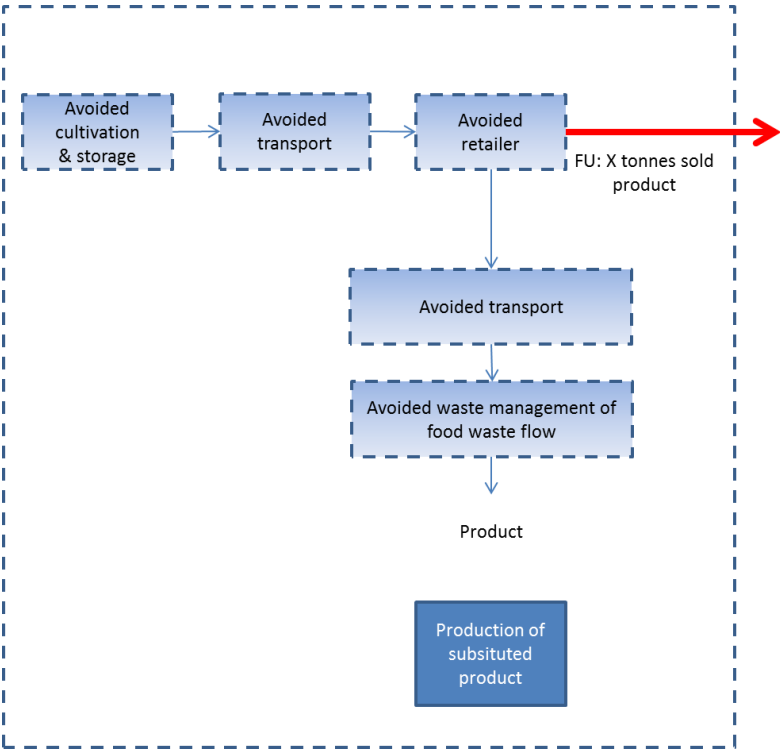 Avoided
cultivation
& storage
Avoided
transport
Avoided
retailer
FU: X tonnes sold
product
Avoided transport
Avoided waste management of
food waste flow
Product
Production of
subsituted
product